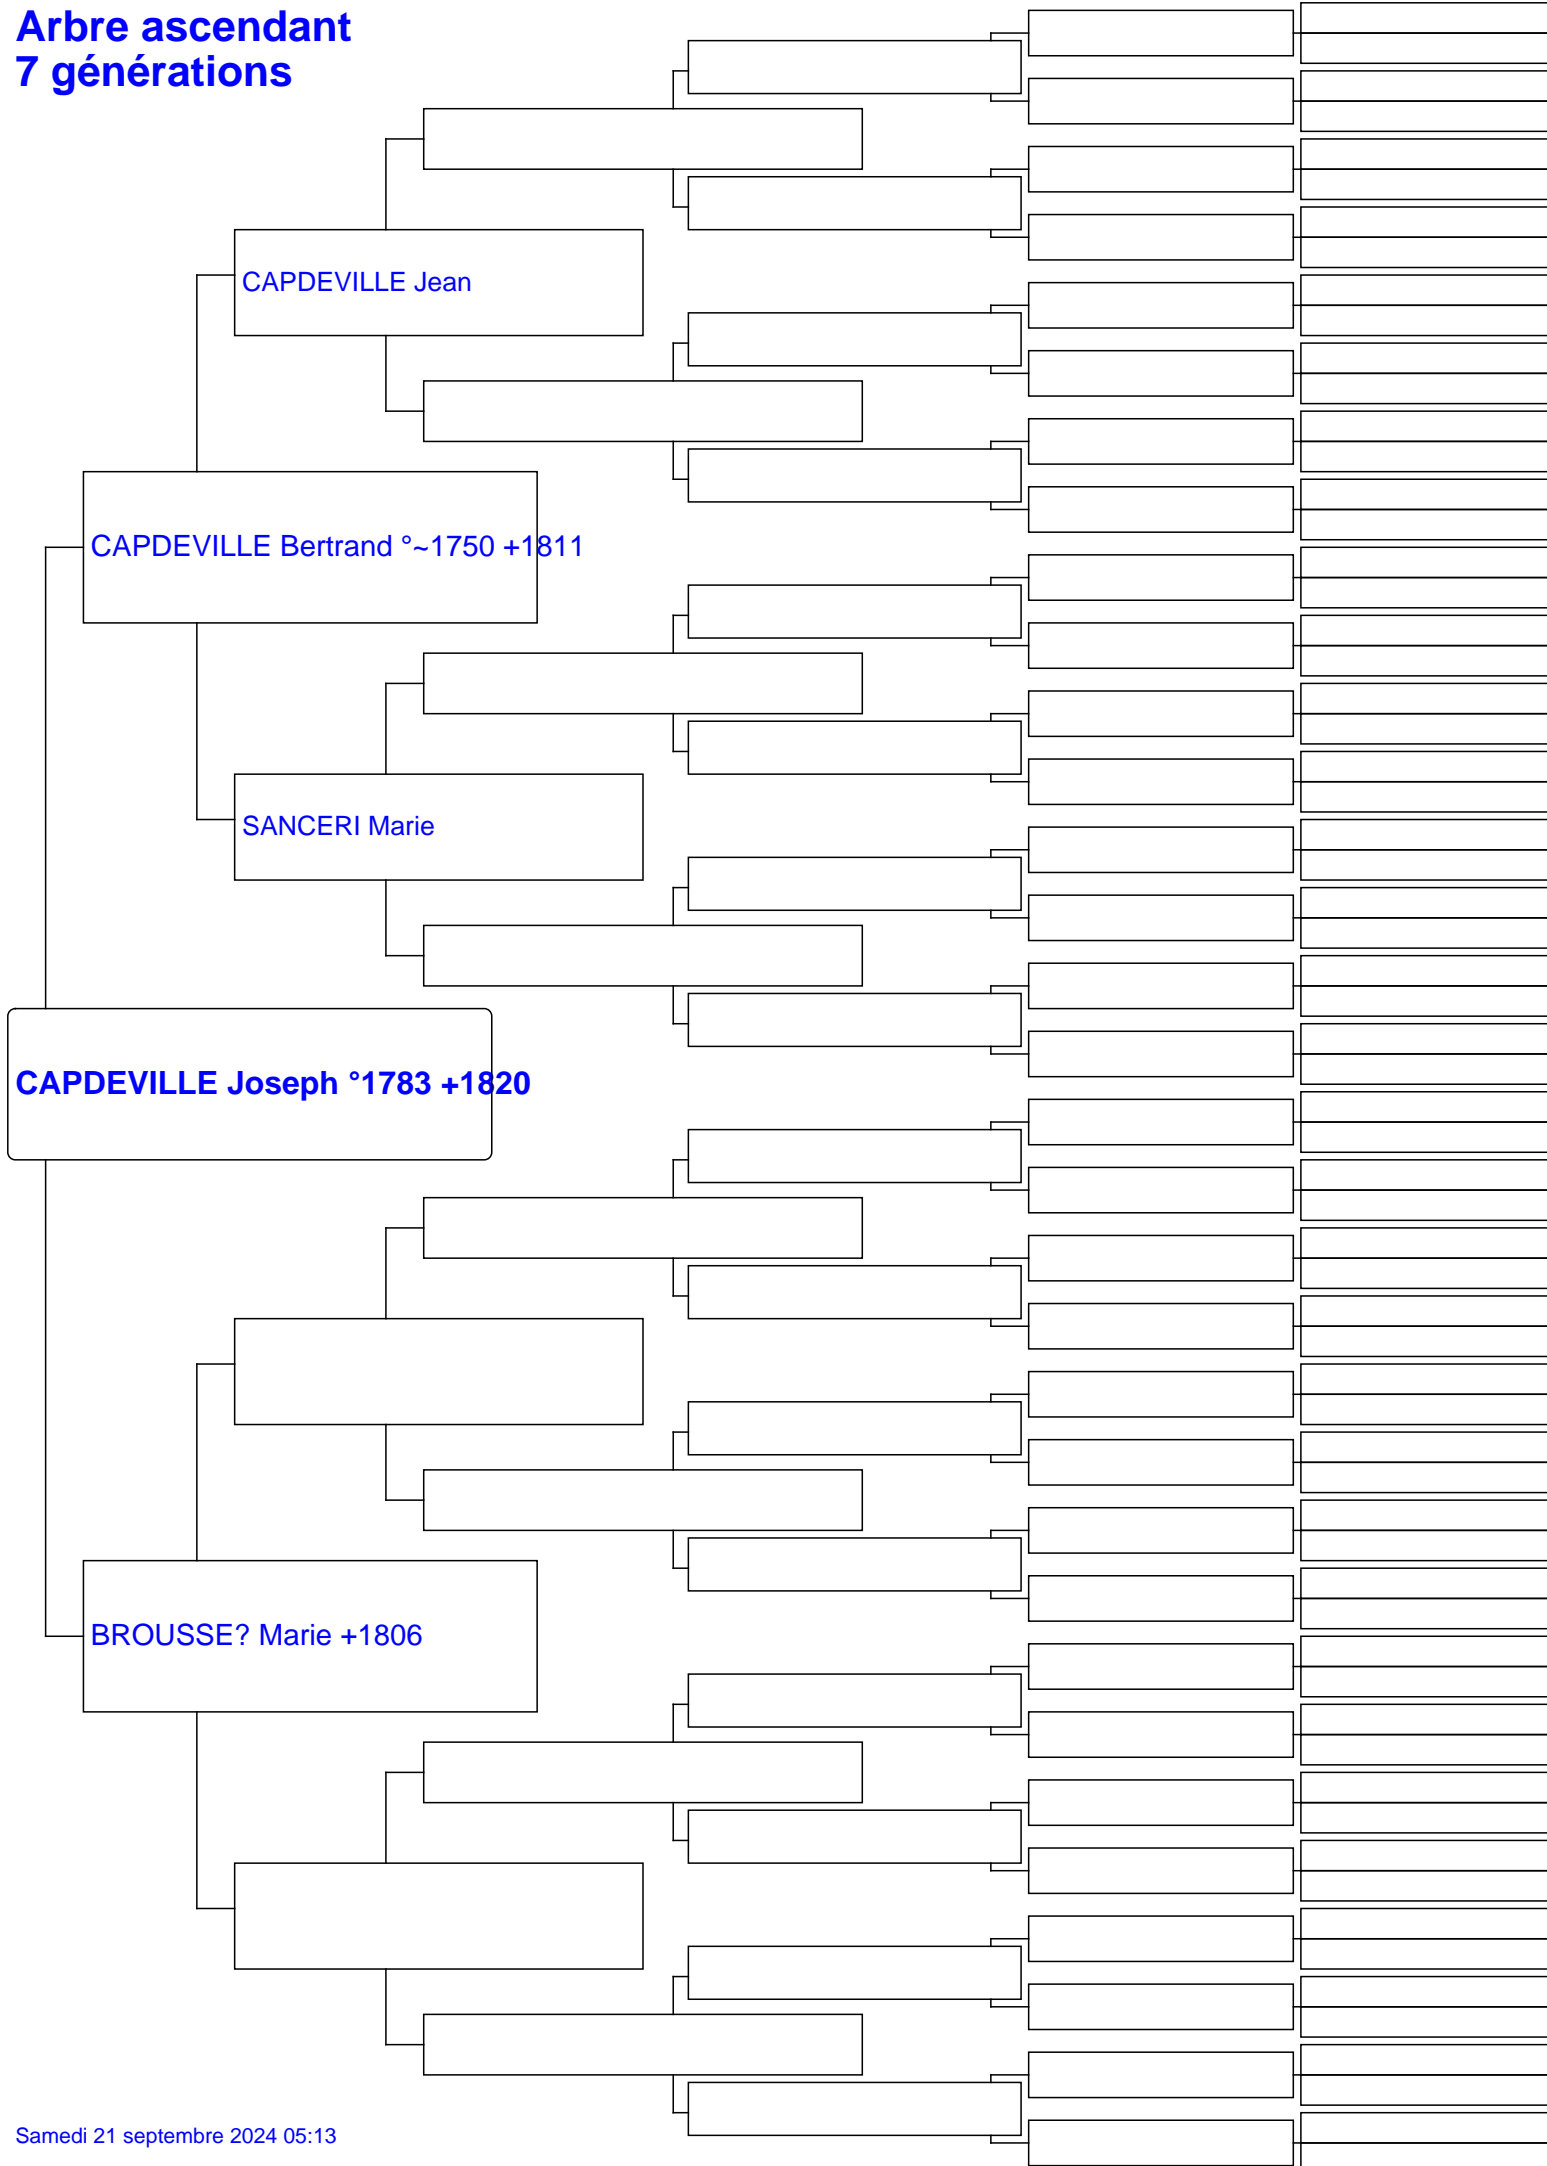 Arbre ascendant
7 générations
CAPDEVILLE Jean
CAPDEVILLE Bertrand °~1750 +1811
SANCERI Marie
CAPDEVILLE Joseph °1783 +1820
BROUSSE? Marie +1806
Samedi 21 septembre 2024 05:13